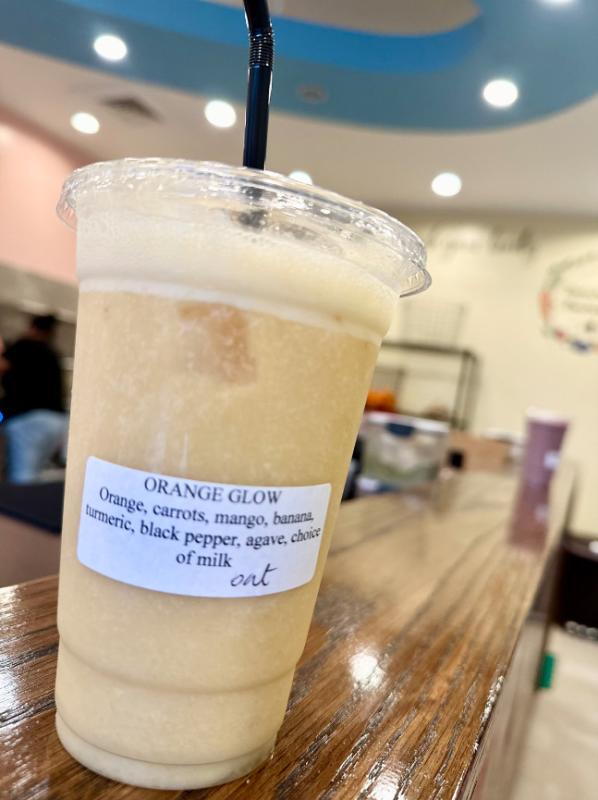 ORANGE GLOW
Orange, carrots, mango, banana,
turmeric, black pepper, agave, choice
of milk
oat